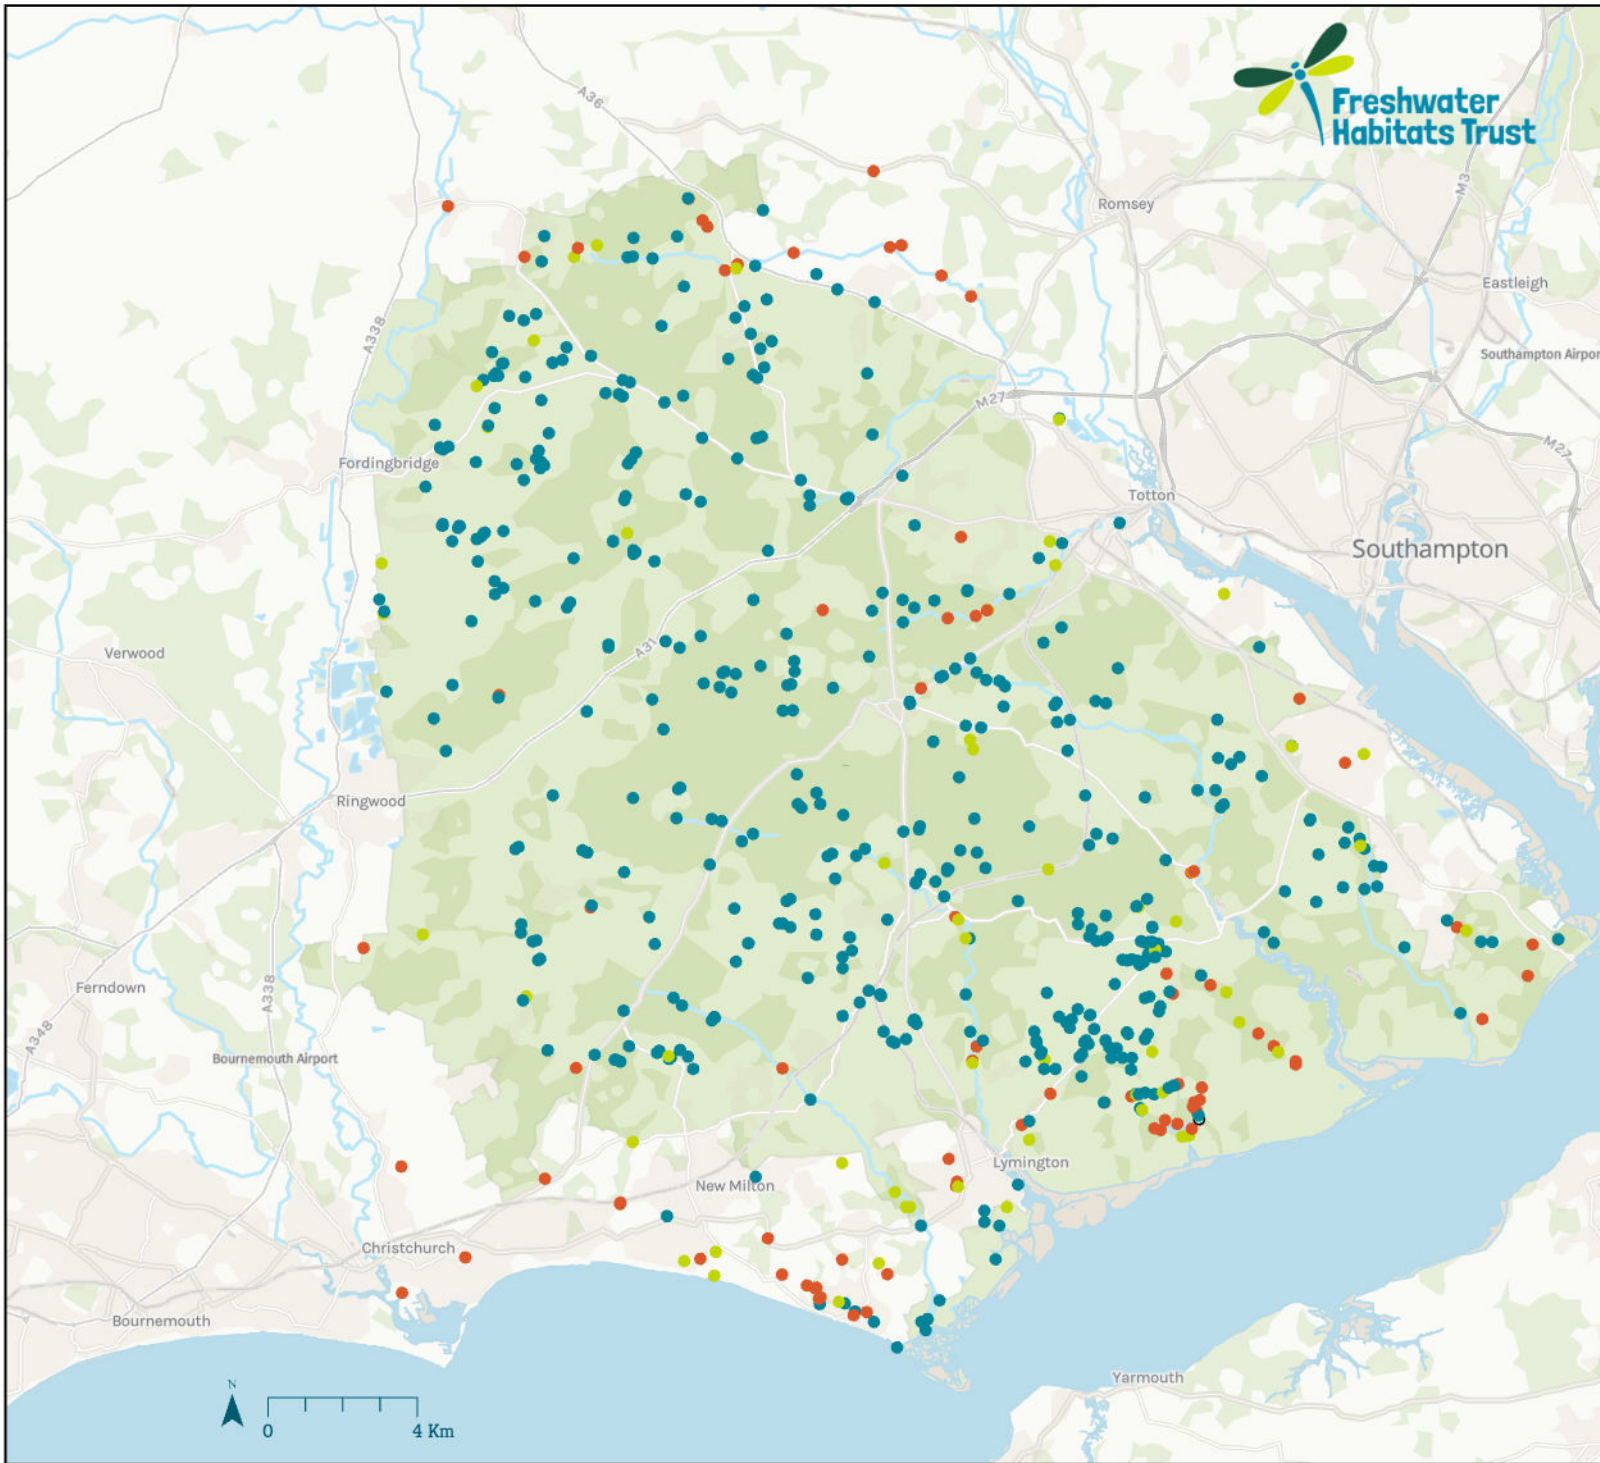 Freshwater
Habitats Trust
A36
M3
Romsey
Eastleigh
A338
Southampton Airpor
M27
M27
Fordingbridge
Totton
Southampton
A31
Verwood
Ringwood
Ferndown
A338
A348
Bournemouth Airport
Lymington
New Milton
Christchurch
Bournemouth
Yarmouth
N
0 4 Km